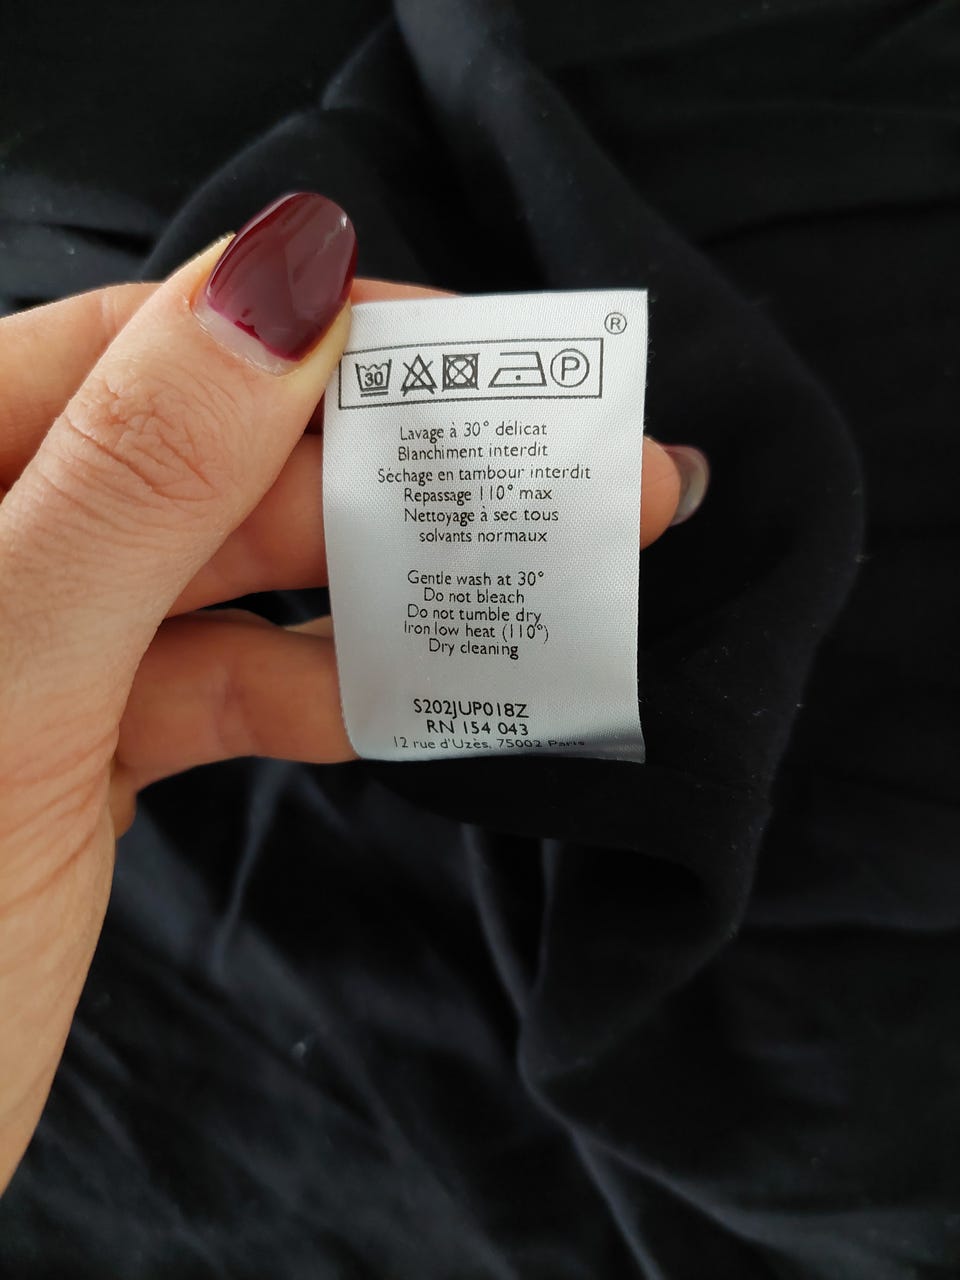 ®
30 P
Lavage à 30° délicat
Blanchiment interdit
Séchage en tambour interdit
Repassage 110° max
Nettoyage à sec tous
solvants normaux
Gentle wash at 30°
Do not bleach
Do not tumble dry
Iron low heat (110°)
Dry cleaning
S202JUP018Z
RN 154 043
12 rue d'Uzès, 75002 Paris